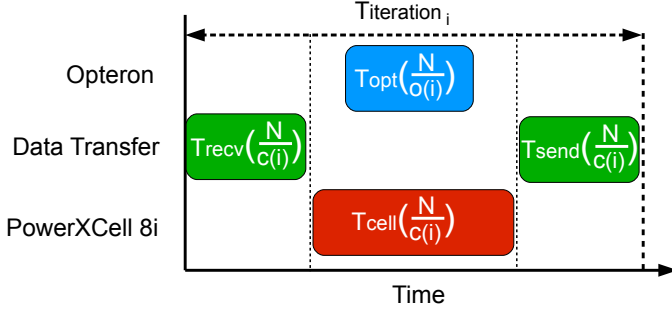 Titeration i
Opteron
Topt(N/o(i))
Data Transfer
Trecv(N/c(i))
Tsend(N/c(i))
PowerXCell 8i
Tcell(N/c(i))
Time